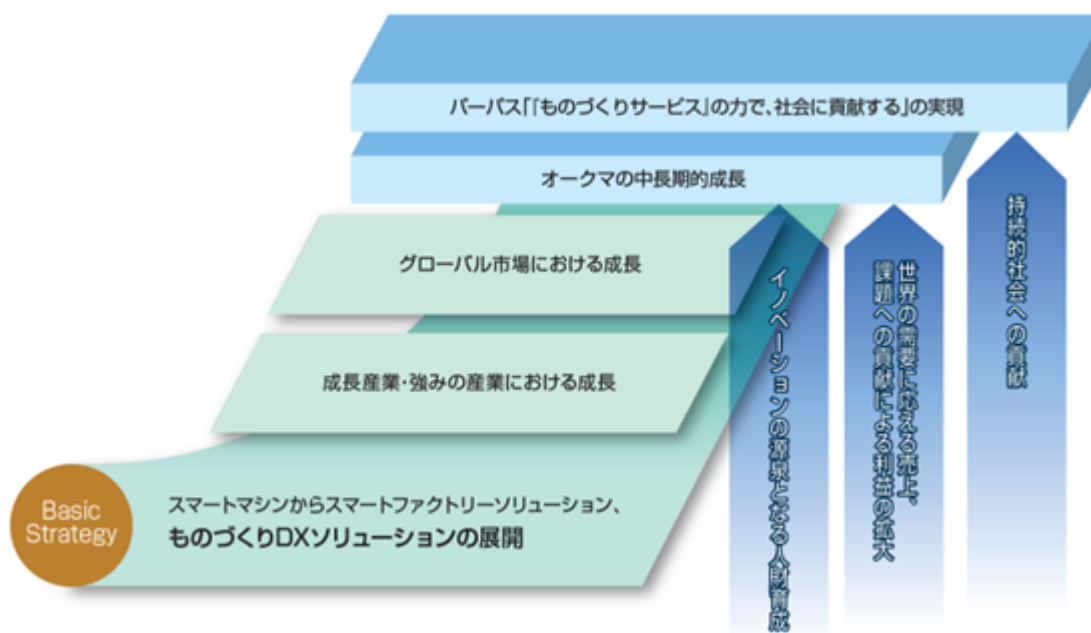 パーパス「「ものづくりサービス」の力で、社会に貢献する」の実現
オークマの中長期的成長
グローバル市場における成長
成長産業・強みの産業における成長
Basic
Strategy
スマートマシンからスマートファクトリーソリューション、
ものづくりDXソリューションの展開
イノベーションの源泉となる人財育成
世界の需要に応える売上、
課題への貢献による利益の拡大
持続的社会への貢献